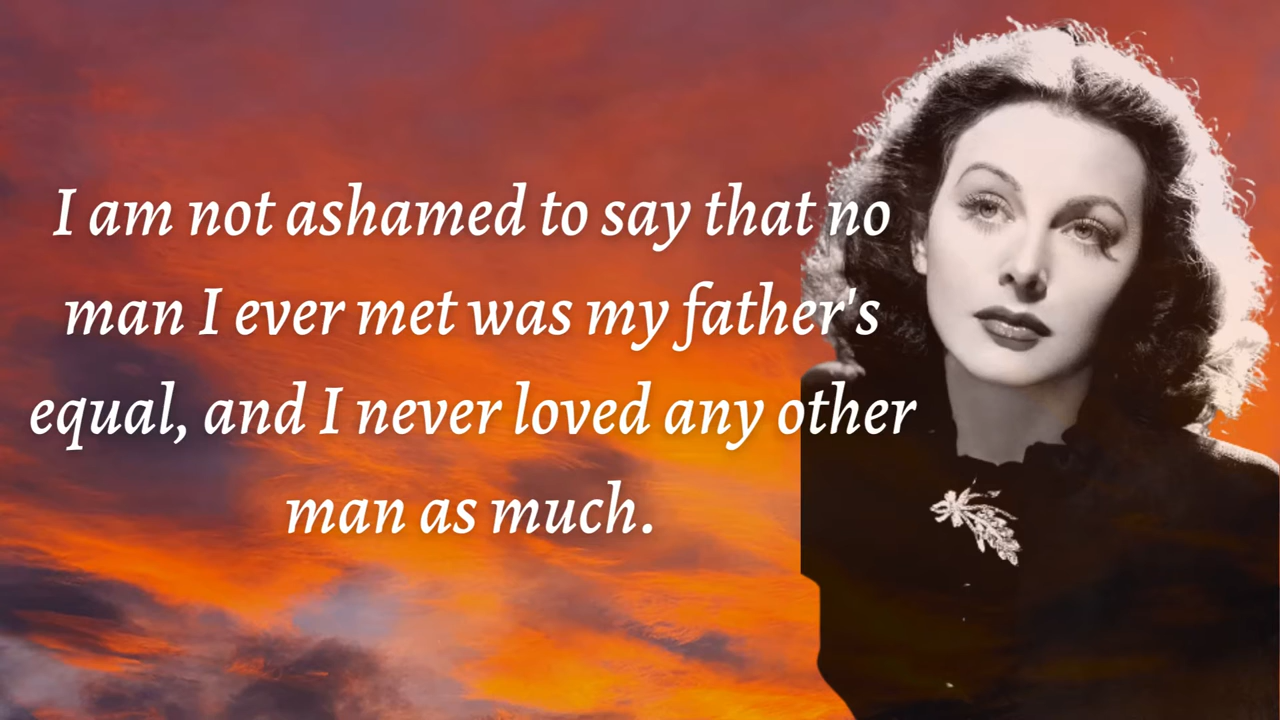 I am not ashamed to say that no
man I ever met was my father's
equal, and I never loved any other
man as much.